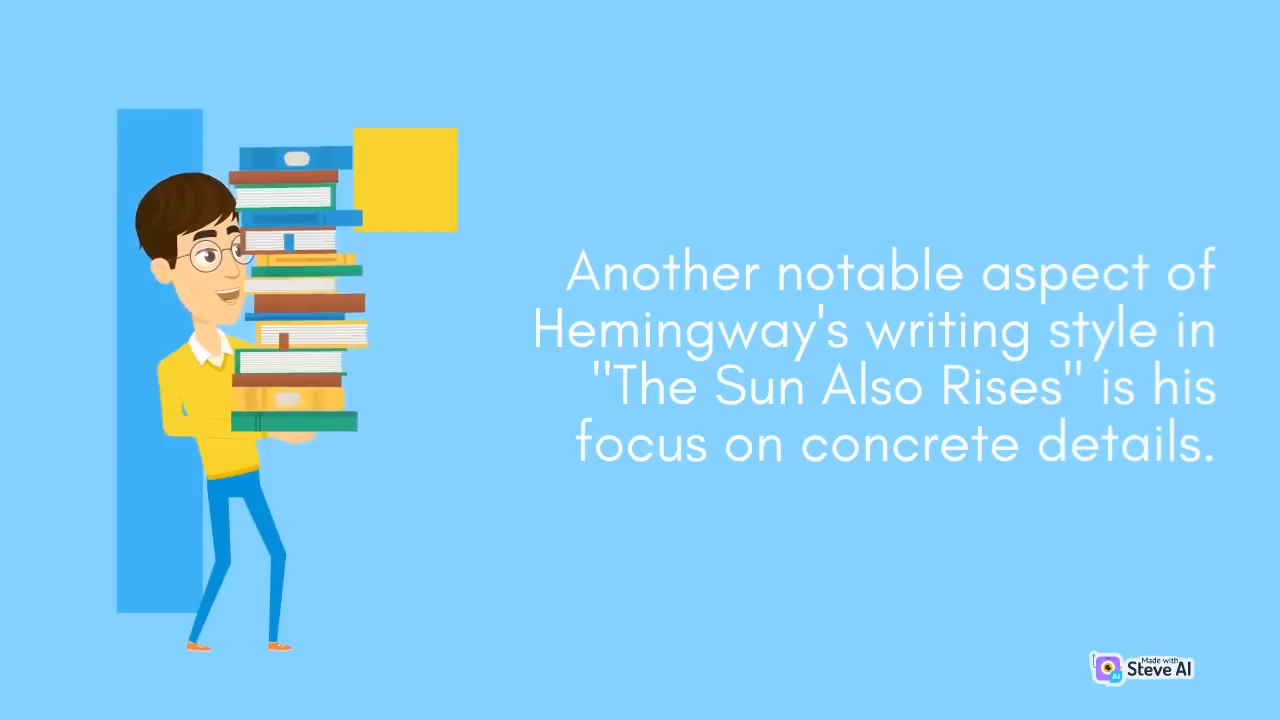 Another notable aspect of
Hemingway's writing style in
"The Sun Also Rises" is his
focus on concrete details.
Made with
Steve AI
AI